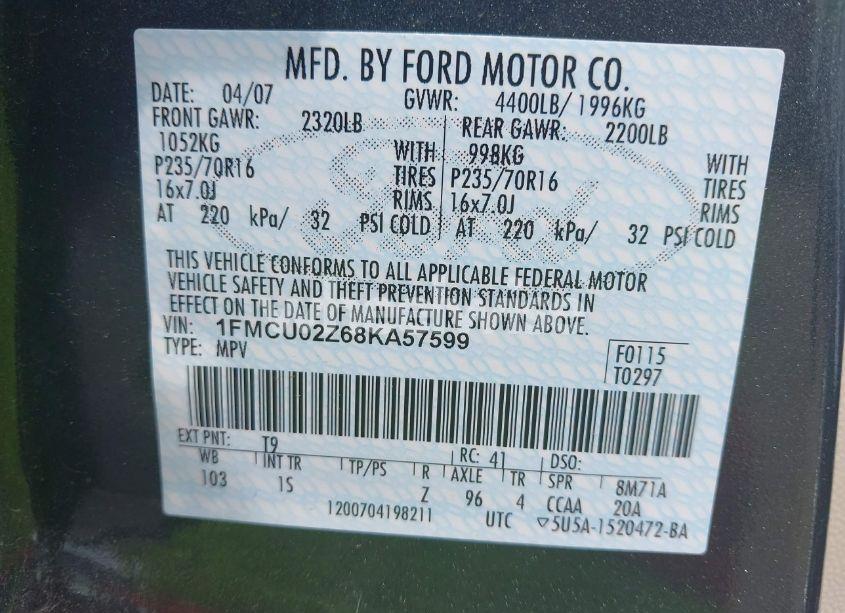 MFD. BY FORD MOTOR CO.
DATE: 04/07 GVWR: 4400LB/ 1996KG
FRONT GAWR: 2320LB REAR GAWR: 2200LB
1052KG WITH 998KG WITH
P235/70R16 TIRES P235/70R16 TIRES
16x7.0J RIMS 16x7.0J RIMS
AT 220 kPa/ 32 PSI COLD AT 220 kPa/ 32 PSI COLD
THIS VEHICLE CONFORMS TO ALL APPLICABLE FEDERAL MOTOR
VEHICLE SAFETY AND THEFT PREVENTION STANDARDS IN
EFFECT ON THE DATE OF MANUFACTURE SHOWN ABOVE.
VIN: 1FMCU02Z68KA57599
TYPE: MPV F0115
T0297
EXT PNT: T9 RC: 41 DSO:
WB INT TR TP/PS R AXLE TR SPR 8M71A
103 1S Z 96 4 CCAA 20A
1200704198211 UTC ▽5U5A-1520472-BA